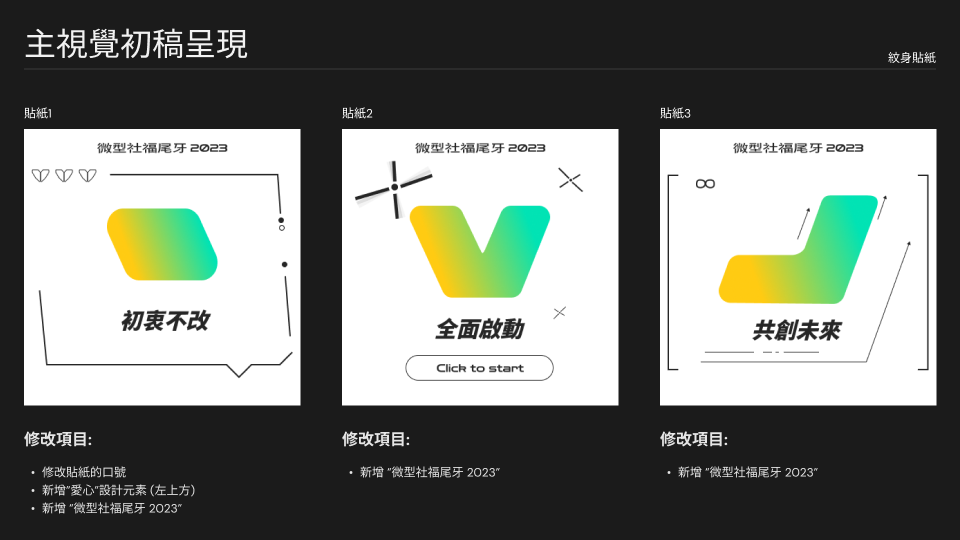 主視覺初稿呈現
紋身貼紙
貼紙1
微型社福尾牙 2023
初衷不改
修改項目:
• 修改貼紙的口號
• 新增"愛心"設計元素 (左上方)
• 新增 "微型社福尾牙 2023"
貼紙2
微型社福尾牙 2023
全面啟動
Click to start
修改項目:
• 新增 "微型社福尾牙 2023"
貼紙3
微型社福尾牙 2023
共創未來
修改項目:
• 新增 "微型社福尾牙 2023"